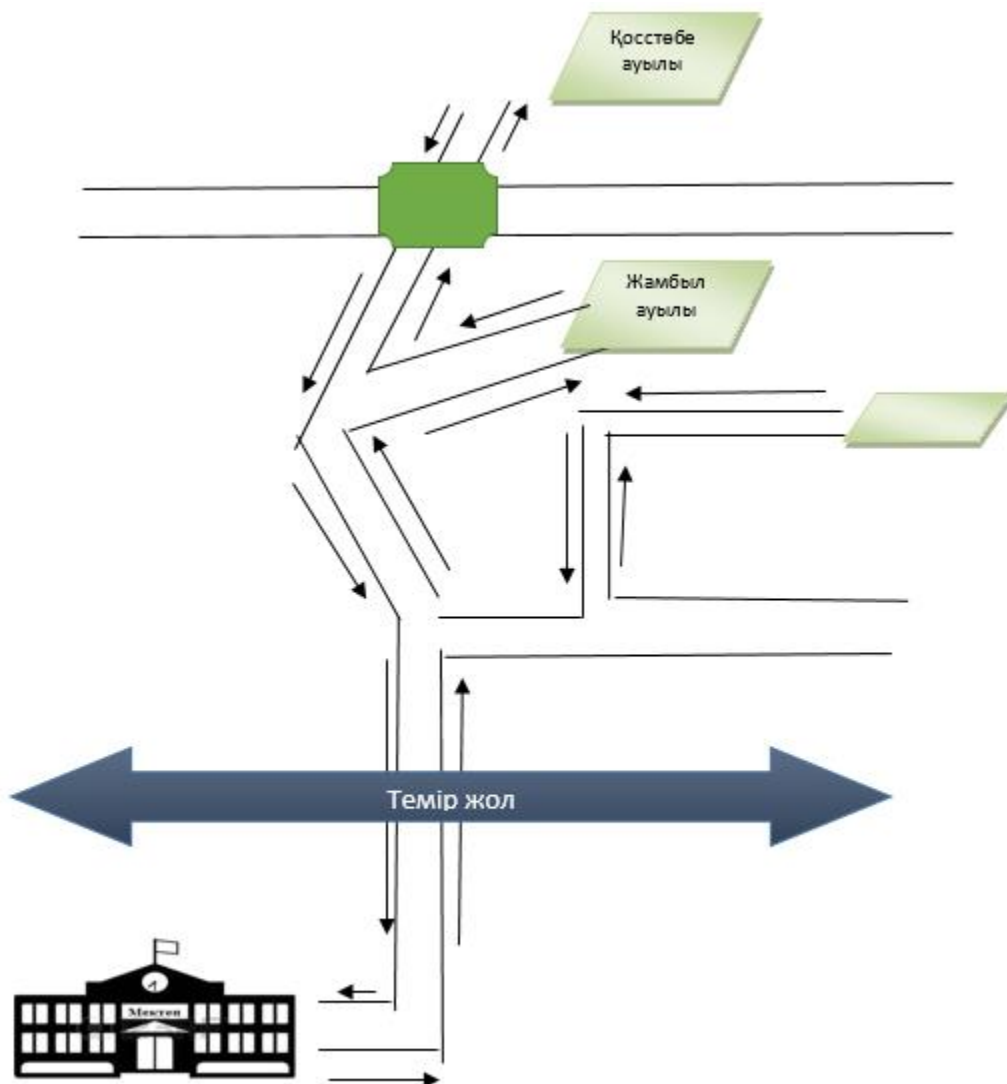 Қосстөбе
ауылы
Жамбыл
ауылы
Темір жол
Мектеп